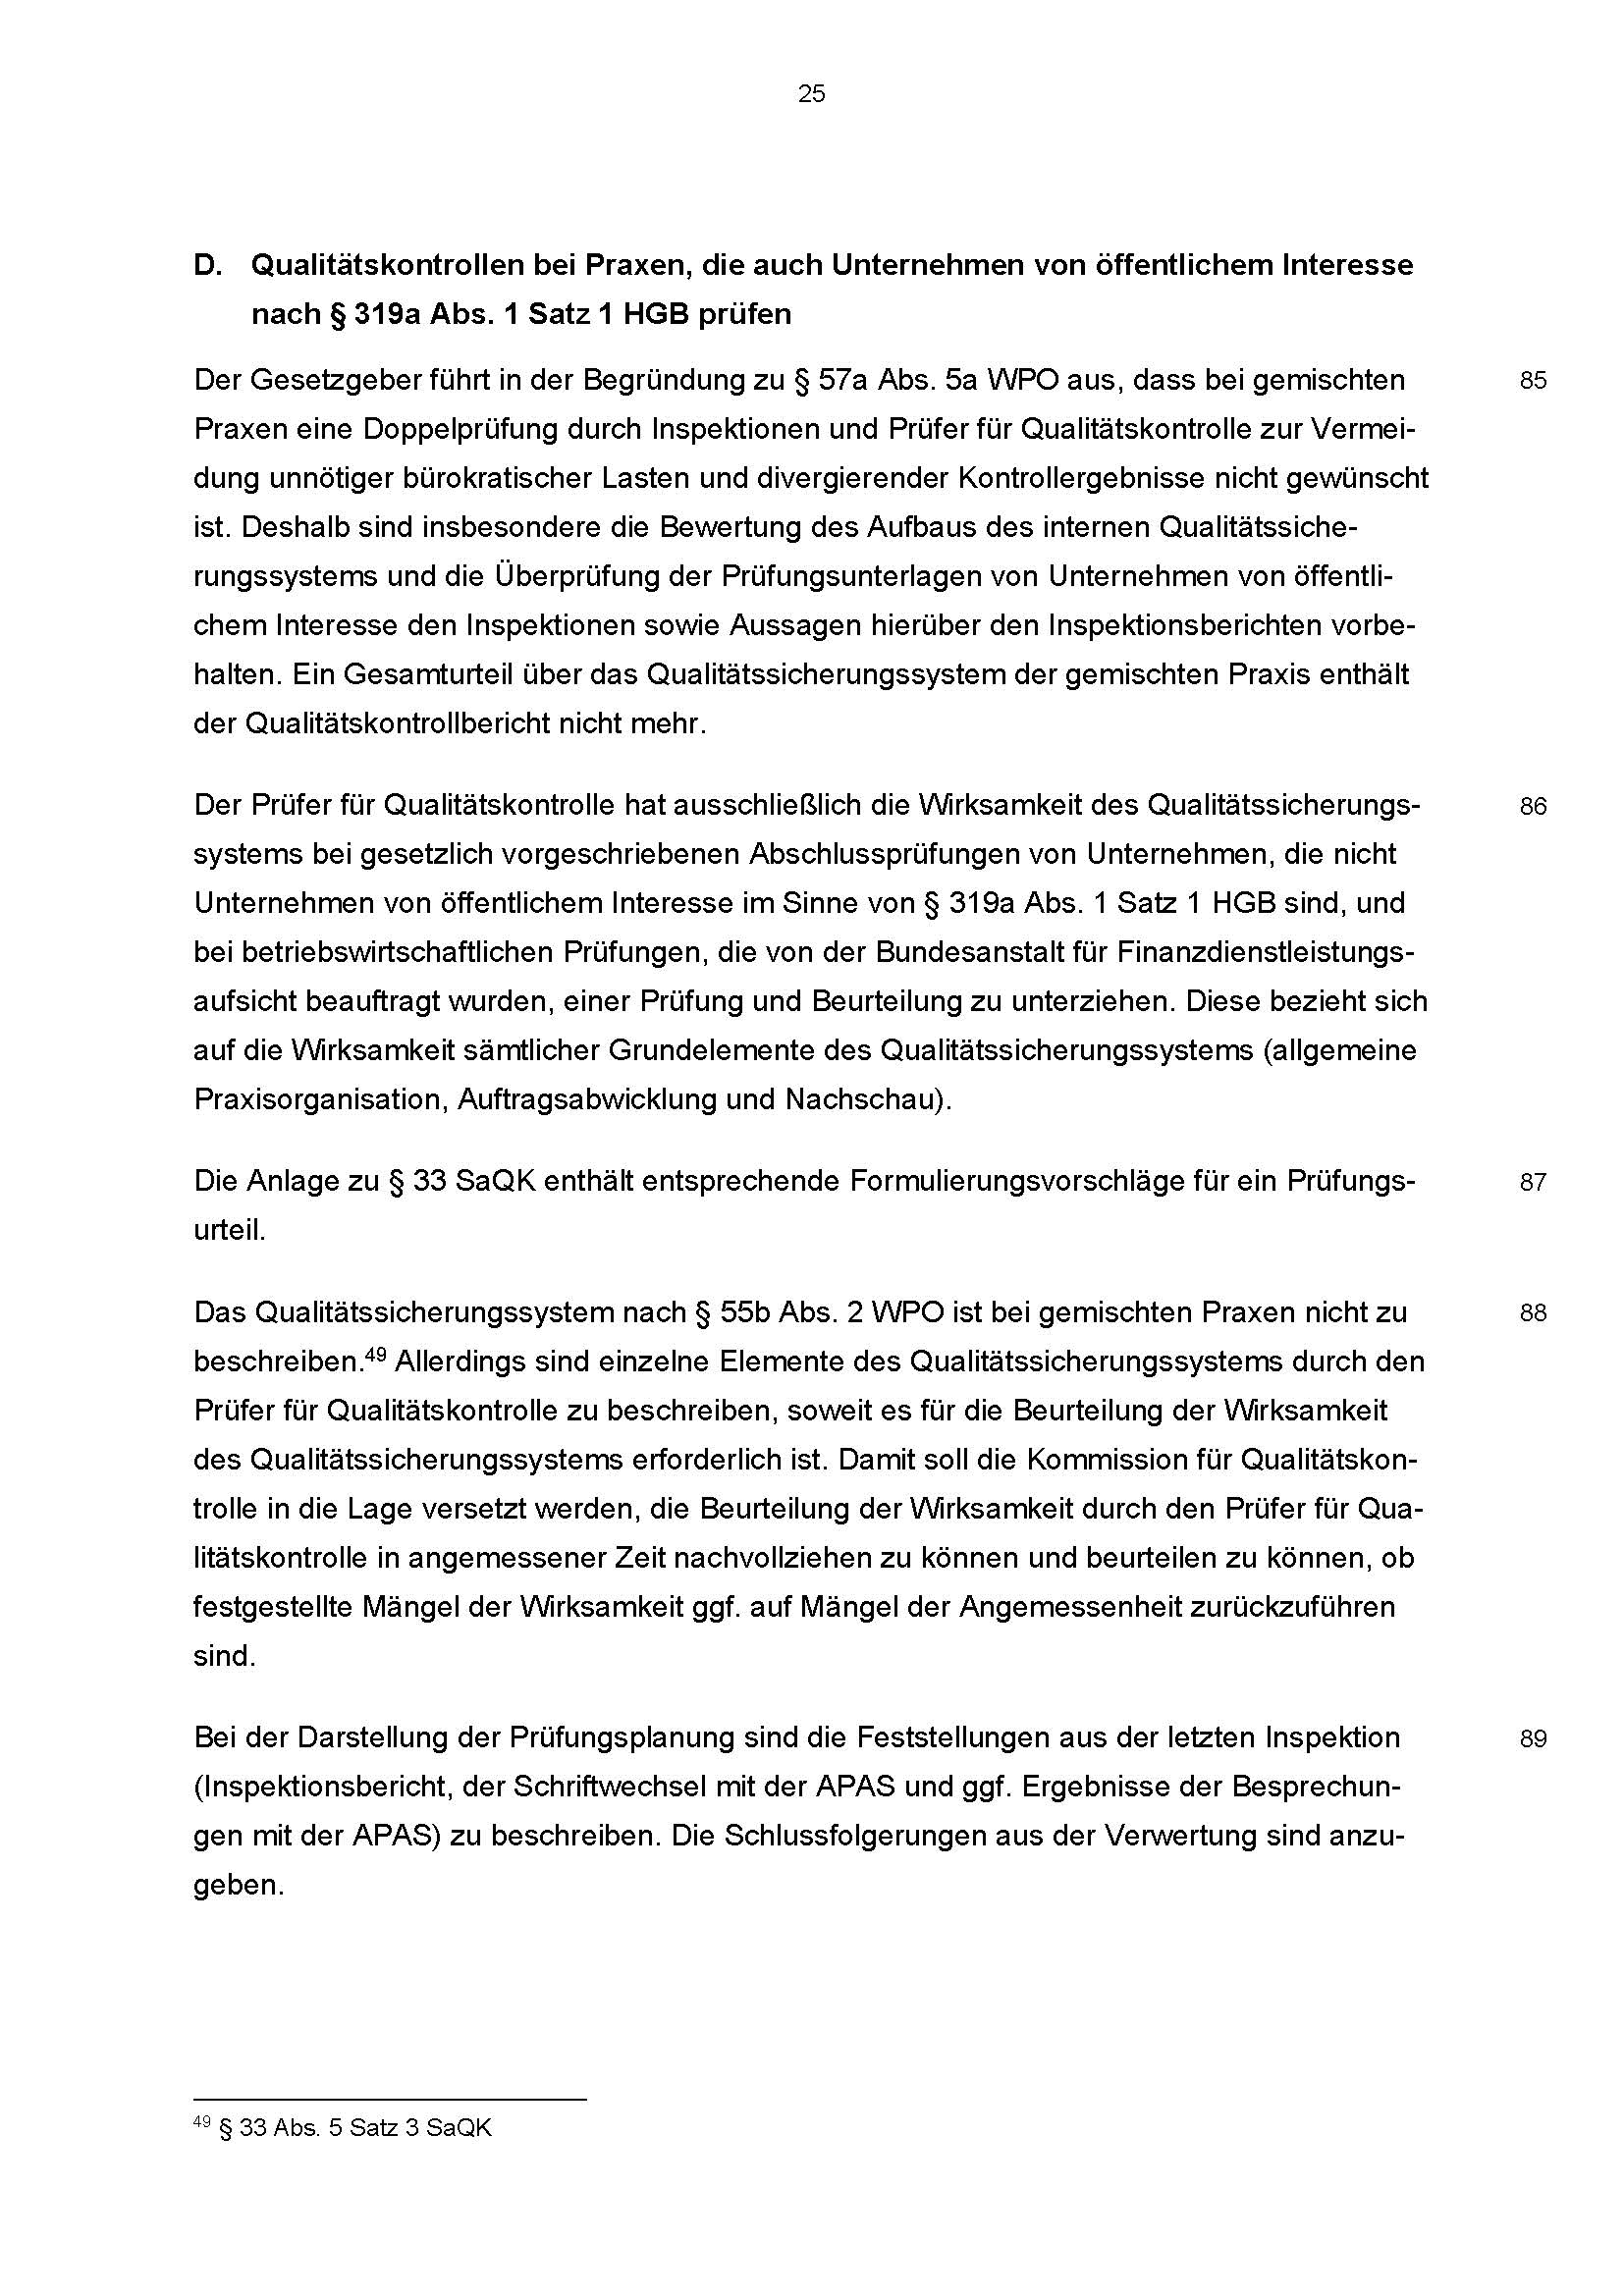 25
D. Qualitätskontrollen bei Praxen, die auch Unternehmen von öffentlichem Interesse
nach § 319a Abs. 1 Satz 1 HGB prüfen
Der Gesetzgeber führt in der Begründung zu § 57a Abs. 5a WPO aus, dass bei gemischten 85
Praxen eine Doppelprüfung durch Inspektionen und Prüfer für Qualitätskontrolle zur Vermei-
dung unnötiger bürokratischer Lasten und divergierender Kontrollergebnisse nicht gewünscht
ist. Deshalb sind insbesondere die Bewertung des Aufbaus des internen Qualitätssiche-
rungssystems und die Überprüfung der Prüfungsunterlagen von Unternehmen von öffentli-
chem Interesse den Inspektionen sowie Aussagen hierüber den Inspektionsberichten vorbe-
halten. Ein Gesamturteil über das Qualitätssicherungssystem der gemischten Praxis enthält
der Qualitätskontrollbericht nicht mehr.
Der Prüfer für Qualitätskontrolle hat ausschließlich die Wirksamkeit des Qualitätssicherungs- 86
systems bei gesetzlich vorgeschriebenen Abschlussprüfungen von Unternehmen, die nicht
Unternehmen von öffentlichem Interesse im Sinne von § 319a Abs. 1 Satz 1 HGB sind, und
bei betriebswirtschaftlichen Prüfungen, die von der Bundesanstalt für Finanzdienstleistungs-
aufsicht beauftragt wurden, einer Prüfung und Beurteilung zu unterziehen. Diese bezieht sich
auf die Wirksamkeit sämtlicher Grundelemente des Qualitätssicherungssystems (allgemeine
Praxisorganisation, Auftragsabwicklung und Nachschau).
Die Anlage zu § 33 SaQK enthält entsprechende Formulierungsvorschläge für ein Prüfungs- 87
urteil.
Das Qualitätssicherungssystem nach § 55b Abs. 2 WPO ist bei gemischten Praxen nicht zu 88
beschreiben.49 Allerdings sind einzelne Elemente des Qualitätssicherungssystems durch den
Prüfer für Qualitätskontrolle zu beschreiben, soweit es für die Beurteilung der Wirksamkeit
des Qualitätssicherungssystems erforderlich ist. Damit soll die Kommission für Qualitätskon-
trolle in die Lage versetzt werden, die Beurteilung der Wirksamkeit durch den Prüfer für Qua-
litätskontrolle in angemessener Zeit nachvollziehen zu können und beurteilen zu können, ob
festgestellte Mängel der Wirksamkeit ggf. auf Mängel der Angemessenheit zurückzuführen
sind.
Bei der Darstellung der Prüfungsplanung sind die Feststellungen aus der letzten Inspektion 89
(Inspektionsbericht, der Schriftwechsel mit der APAS und ggf. Ergebnisse der Besprechun-
gen mit der APAS) zu beschreiben. Die Schlussfolgerungen aus der Verwertung sind anzu-
geben.
49 § 33 Abs. 5 Satz 3 SaQK